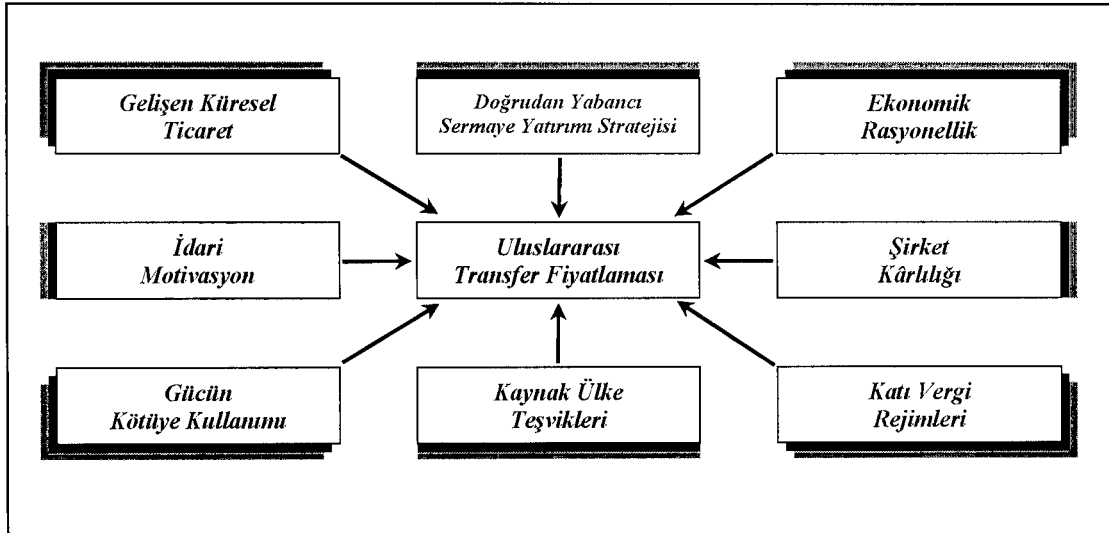 Gelişen Küresel
Ticaret
Doğrudan Yabancı
Sermaye Yatırımı Stratejisi
Ekonomik
Rasyonellik
İdari
Motivasyon
Uluslararası
Transfer Fiyatlaması
Şirket
Kârlılığı
Gücün
Kötüye Kullanınu
Kaynak Ülke
Teşvikleri
Katı Vergi
Rejimleri